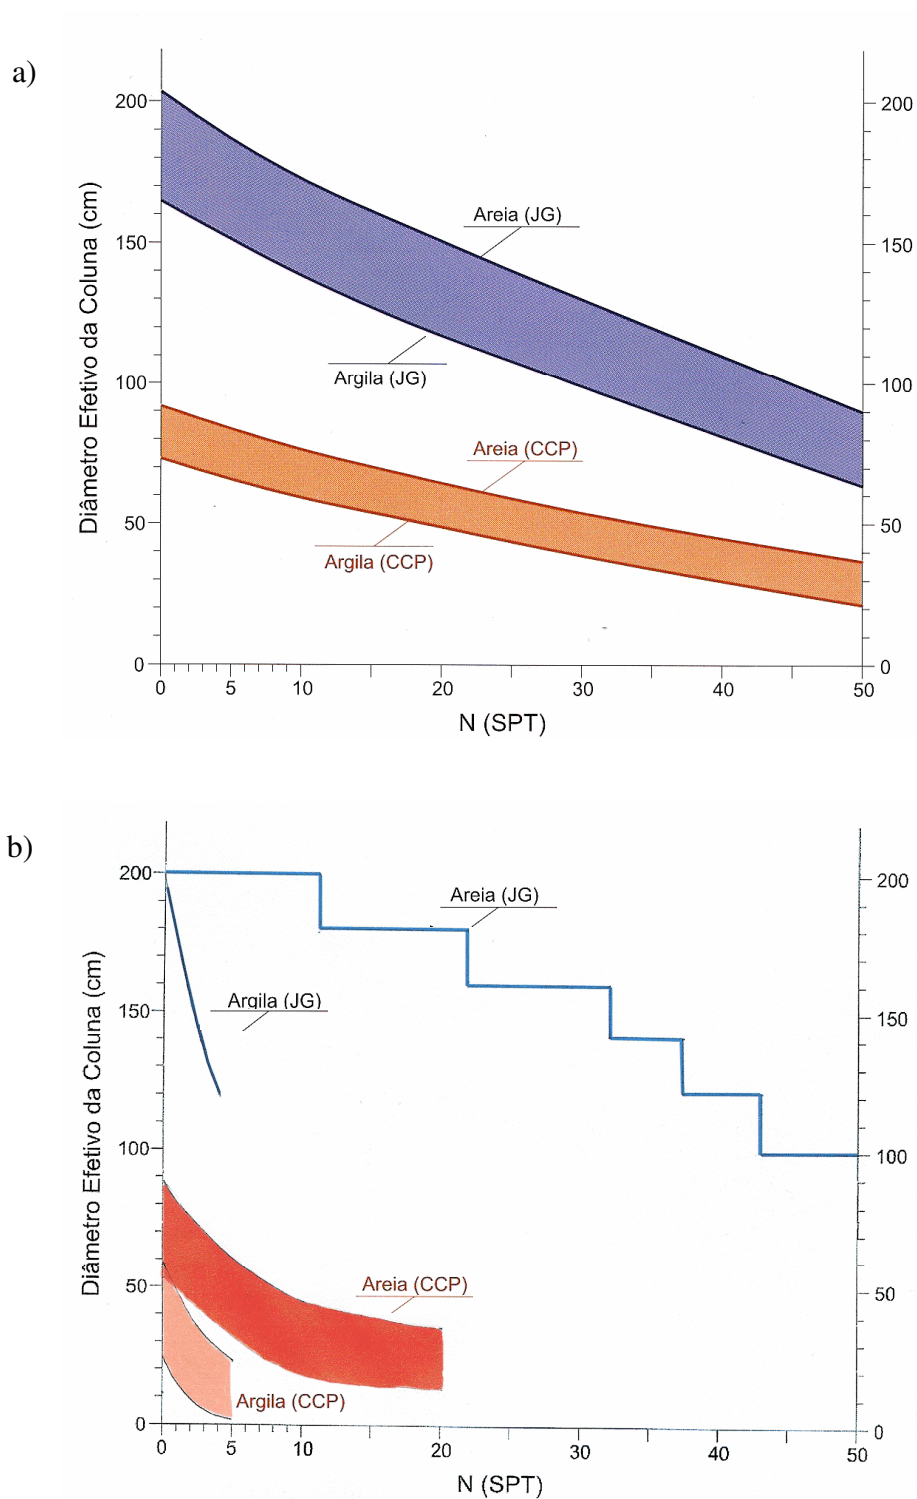 a)
200
150
100
50
0
Diâmetro Efetivo da Coluna (cm)
Areia (JG)
Argila (JG)
Areia (CCP)
Argila (CCP)
200
150
100
50
0
0 5 10 20 30 40 50
N (SPT)
b)
200
150
100
50
0
Diâmetro Efetivo da Coluna (cm)
Areia (JG)
Argila (JG)
Areia (CCP)
Argila (CCP)
200
150
100
50
0
0 5 10 20 30 40 50
N (SPT)